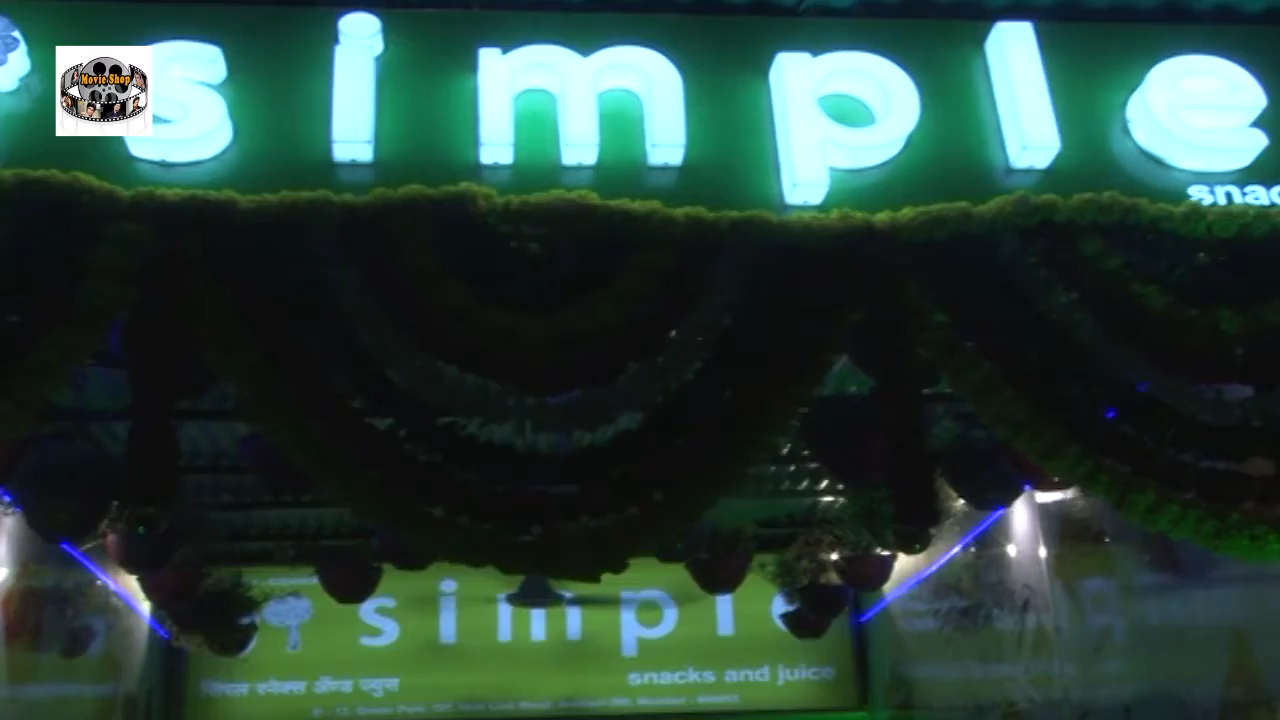 simple
Movie Shop
snac
simple
snacks and juice
सिंपल स्नेक्स ॲण्ड ज्युस